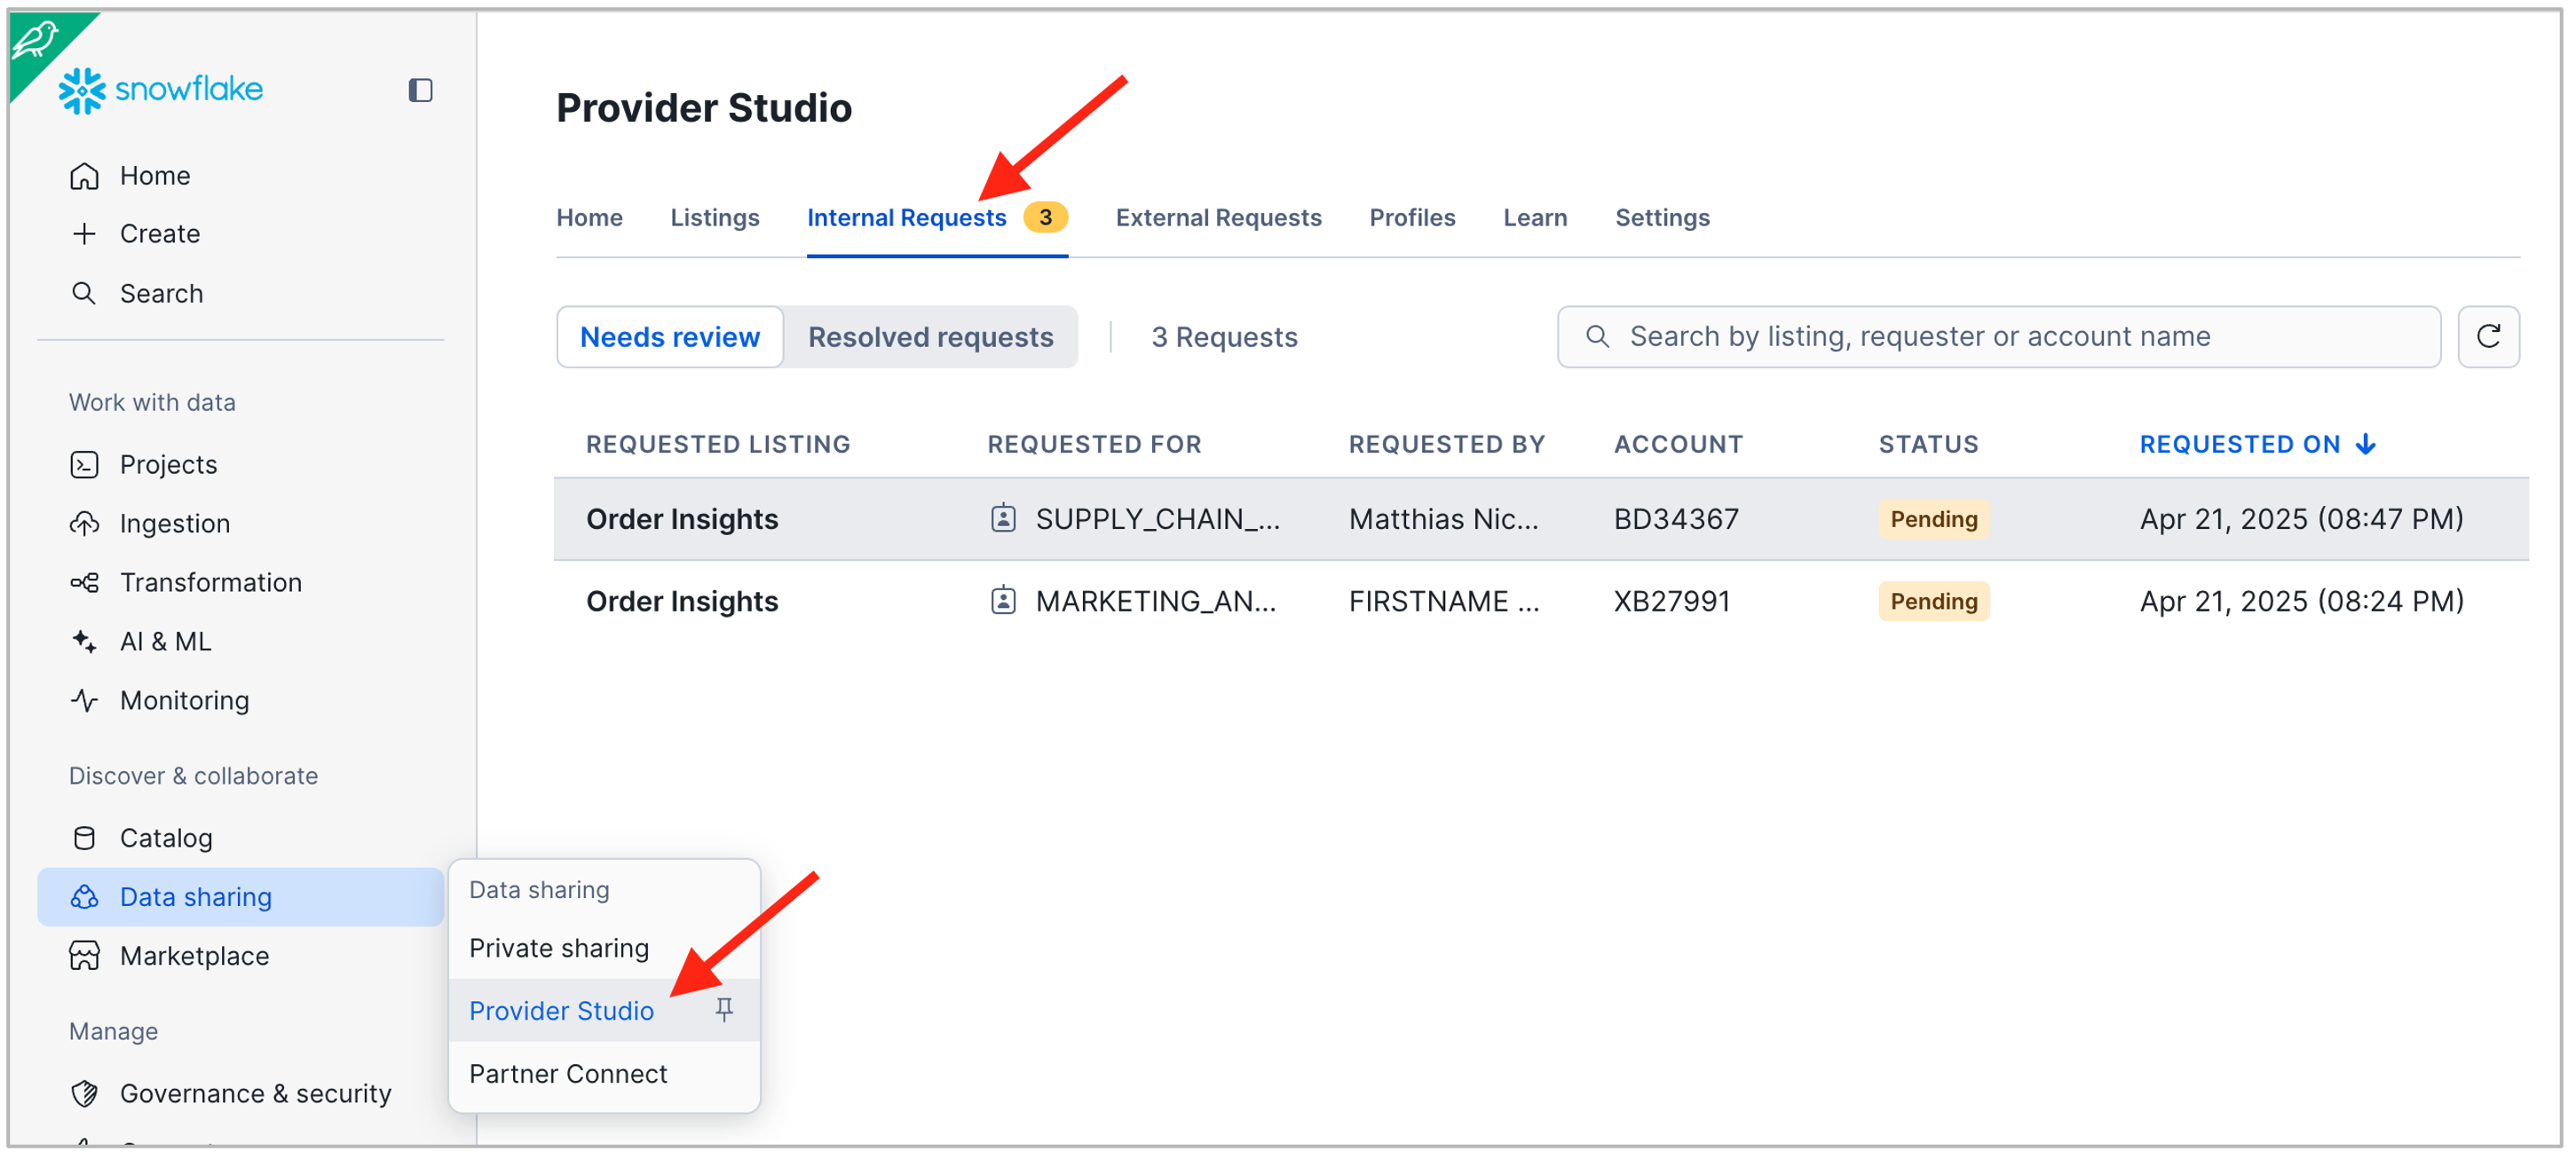 snowflake
Home
Create
Search
Work with data
Projects
Ingestion
Transformation
AI & ML
Monitoring
Discover & collaborate
Catalog
Data sharing
Marketplace
Manage
Governance & security
Data sharing
Private sharing
Provider Studio
Partner Connect
Provider Studio
Home Listings Internal Requests 3 External Requests Profiles Learn Settings
Needs review Resolved requests 3 Requests Search by listing, requester or account name
REQUESTED LISTING REQUESTED FOR REQUESTED BY ACCOUNT STATUS REQUESTED ON
Order Insights SUPPLY_CHAIN_... Matthias Nic... BD34367 Pending Apr 21, 2025 (08:47 PM)
Order Insights MARKETING_AN... FIRSTNAME ... XB27991 Pending Apr 21, 2025 (08:24 PM)